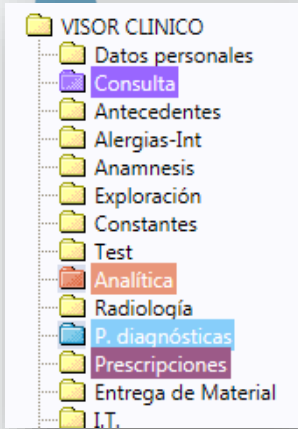 VISOR CLINICO
Datos personales
Consulta
Antecedentes
Alergias-Int
Anamnesis
Exploración
Constantes
Test
Analítica
Radiología
P. diagnósticas
Prescripciones
Entrega de Material
I.T.